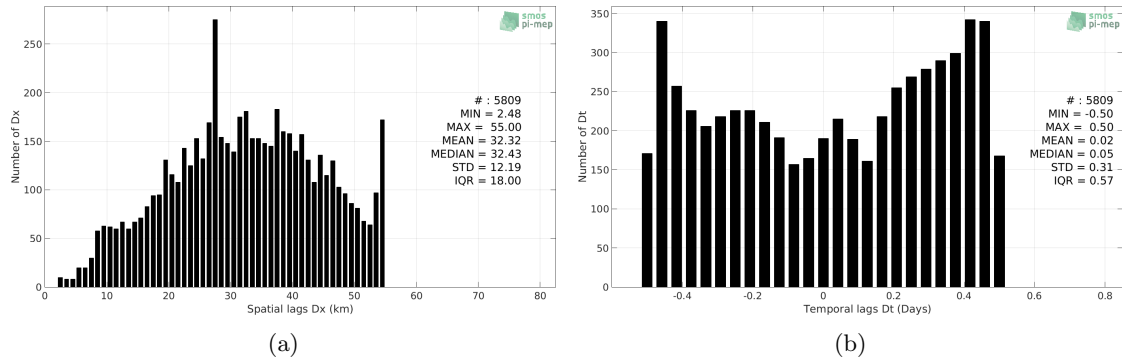 smos
pi-mep
250
200
150
100
50
0
Number of Dx
# : 5809
MIN = 2.48
MAX = 55.00
MEAN = 32.32
MEDIAN = 32.43
STD = 12.19
IQR = 18.00
0 10 20 30 40 50 60 70 80
Spatial lags Dx (km)
(a)
smos
pi-mep
350
300
250
200
150
100
50
0
Number of Dt
# : 5809
MIN = -0.50
MAX = 0.50
MEAN = 0.02
MEDIAN = 0.05
STD = 0.31
IQR = 0.57
-0.4 -0.2 0 0.2 0.4 0.6 0.8
Temporal lags Dt (Days)
(b)